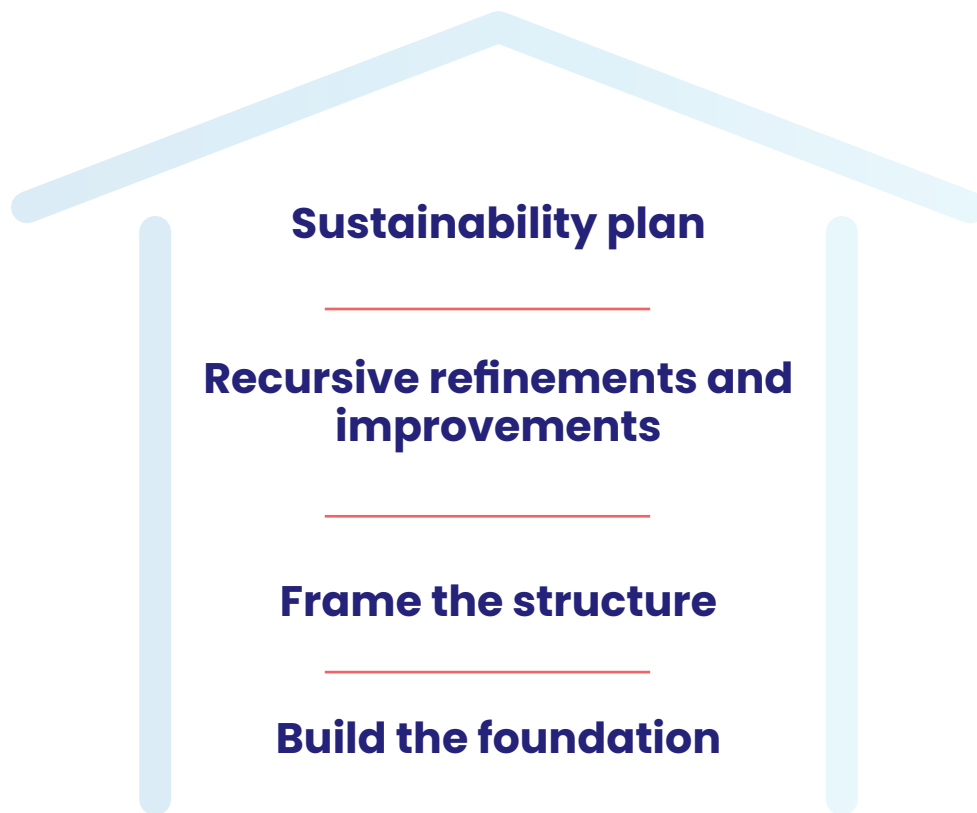 Sustainability plan
Recursive refinements and
improvements
Frame the structure
Build the foundation